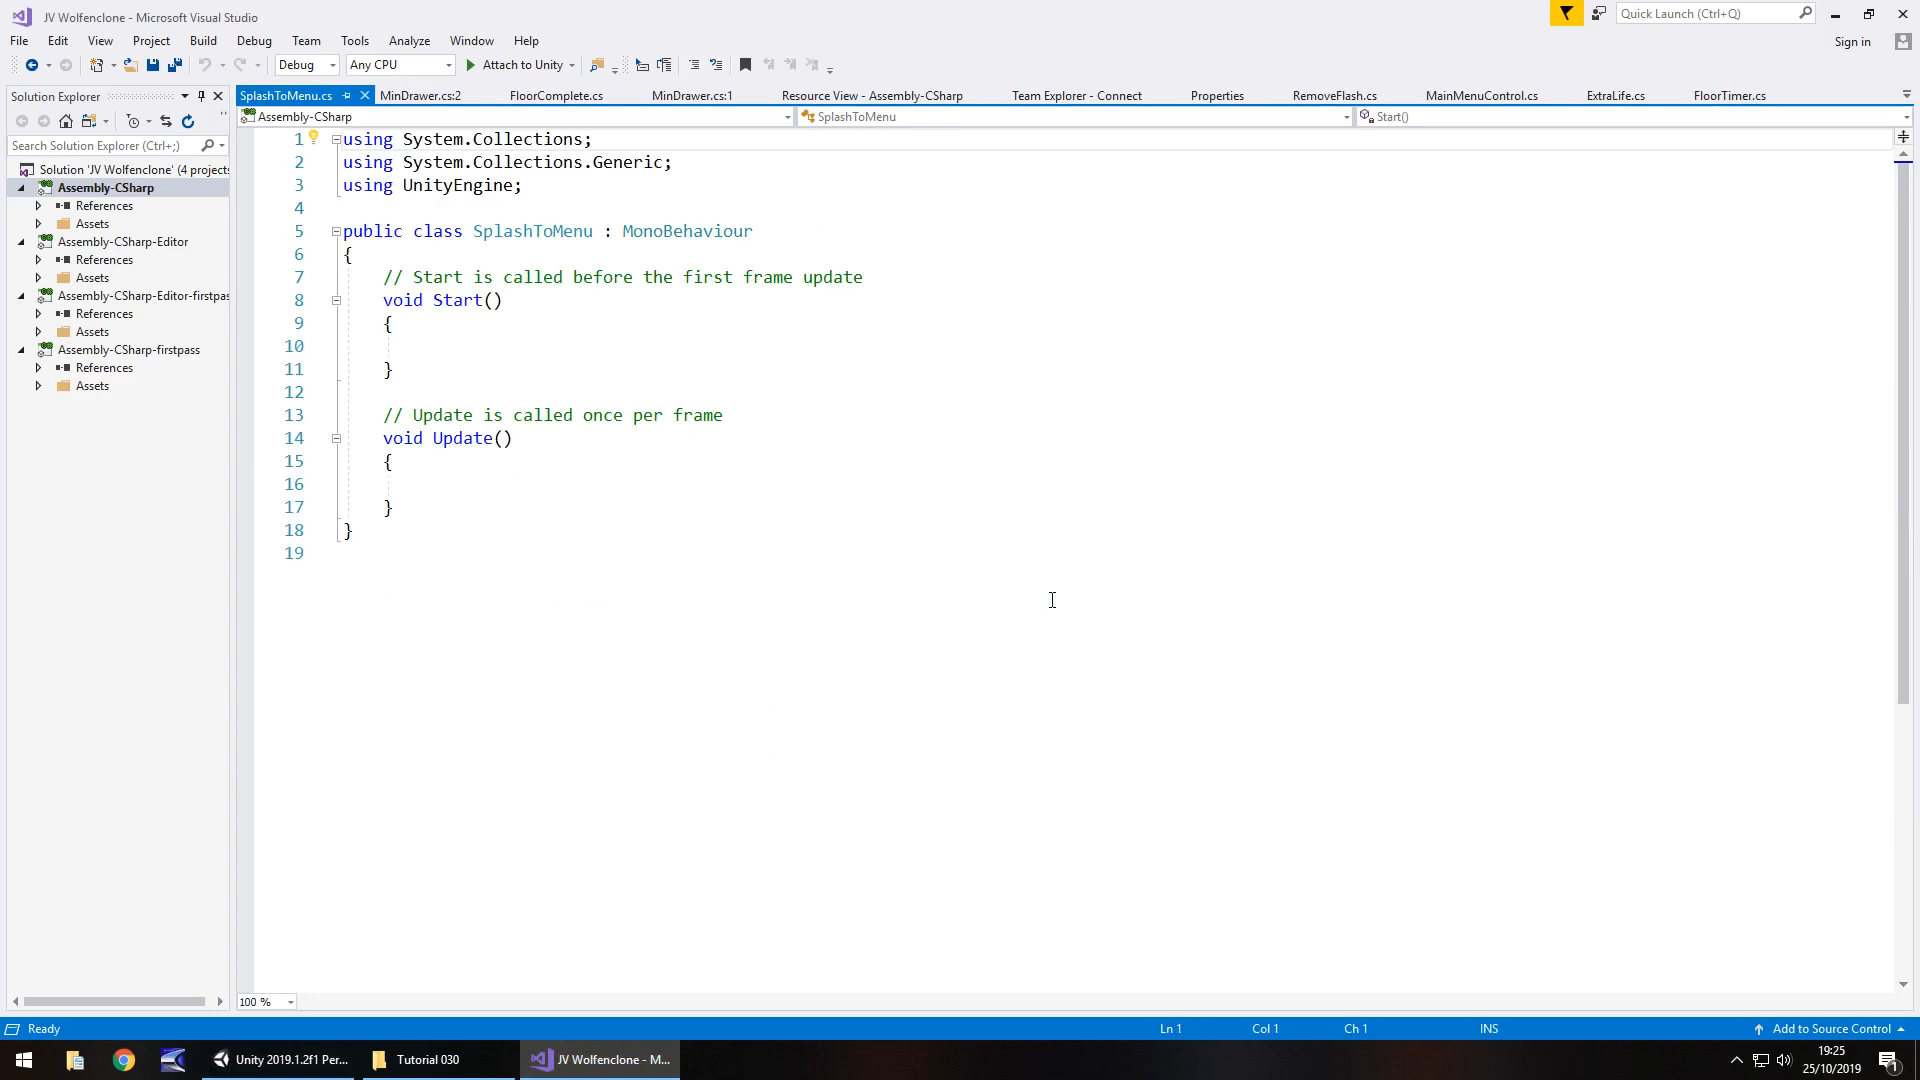 JV Wolfenclone - Microsoft Visual Studio
Quick Launch (Ctrl+Q)
File Edit View Project Build Debug Team Tools Analyze Window Help
Sign in
Debug Any CPU Attach to Unity
Solution Explorer
SplashToMenu.cs MinDrawer.cs:2 FloorComplete.cs MinDrawer.cs:1 Resource View - Assembly-CSharp Team Explorer - Connect Properties RemoveFlash.cs MainMenuControl.cs ExtraLife.cs FloorTimer.cs
Assembly-CSharp SplashToMenu Start()
Search Solution Explorer (Ctrl+;)
Solution 'JV Wolfenclone' (4 projects
Assembly-CSharp
References
Assets
Assembly-CSharp-Editor
References
Assets
Assembly-CSharp-Editor-firstpas
References
Assets
Assembly-CSharp-firstpass
References
Assets
1 using System.Collections;
2 using System.Collections.Generic;
3 using UnityEngine;
4
5 public class SplashToMenu : MonoBehaviour
6 {
7 // Start is called before the first frame update
8 void Start()
9 {
10
11 }
12
13 // Update is called once per frame
14 void Update()
15 {
16
17 }
18 }
19
100 %
Ready Ln 1 Col 1 Ch 1 INS Add to Source Control
Unity 2019.1.2f1 Per... Tutorial 030 JV Wolfenclone - M...
19:25
25/10/2019
1